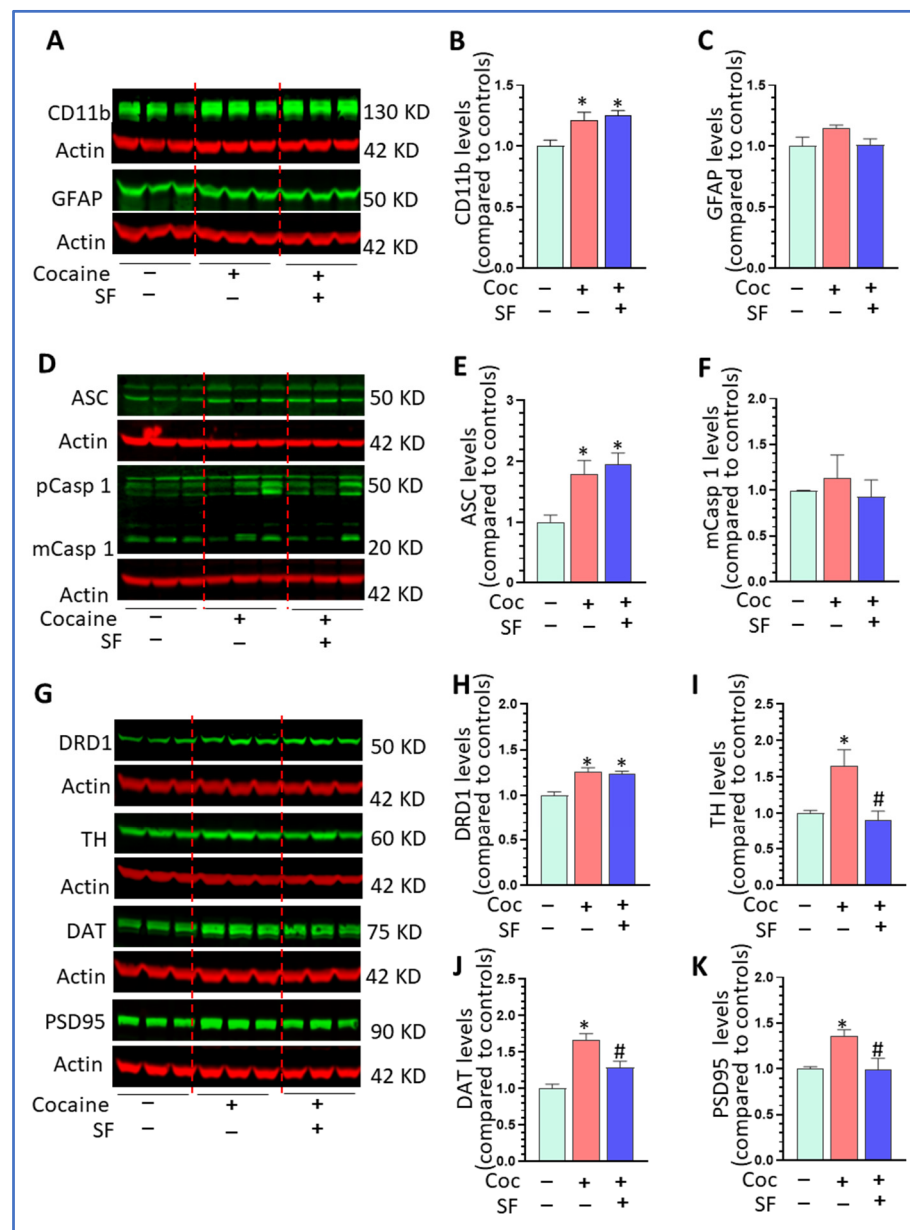 A
CD11b
130 KD
Actin
42 KD
GFAP
50 KD
Actin
42 KD
Cocaine – + +
SF – – +
B
CD11b levels
(compared to controls)
1.5
1.0
0.5
0.0
* *
Coc – + +
SF – – +
C
GFAP levels
(compared to controls)
1.5
1.0
0.5
0.0
Coc – + +
SF – – +
D
ASC
50 KD
Actin
42 KD
pCasp 1
50 KD
mCasp 1
20 KD
Actin
42 KD
Cocaine – + +
SF – – +
E
ASC levels
(compared to controls)
3
2
1
0
* *
Coc – + +
SF – – +
F
mCasp 1 levels
(compared to controls)
2.0
1.5
1.0
0.5
0.0
Coc – + +
SF – – +
G
DRD1
50 KD
Actin
42 KD
TH
60 KD
Actin
42 KD
DAT
75 KD
Actin
42 KD
PSD95
90 KD
Actin
42 KD
Cocaine – + +
SF – – +
H
DRD1 levels
(compared to controls)
2.0
1.5
1.0
0.5
0.0
* *
Coc – + +
SF – – +
I
TH levels
(compared to controls)
2.5
2.0
1.5
1.0
0.5
0.0
* #
Coc – + +
SF – – +
J
DAT levels
(compared to controls)
2.5
2.0
1.5
1.0
0.5
0.0
* #
Coc – + +
SF – – +
K
PSD95 levels
(compared to controls)
2.0
1.5
1.0
0.5
0.0
* #
Coc – + +
SF – – +